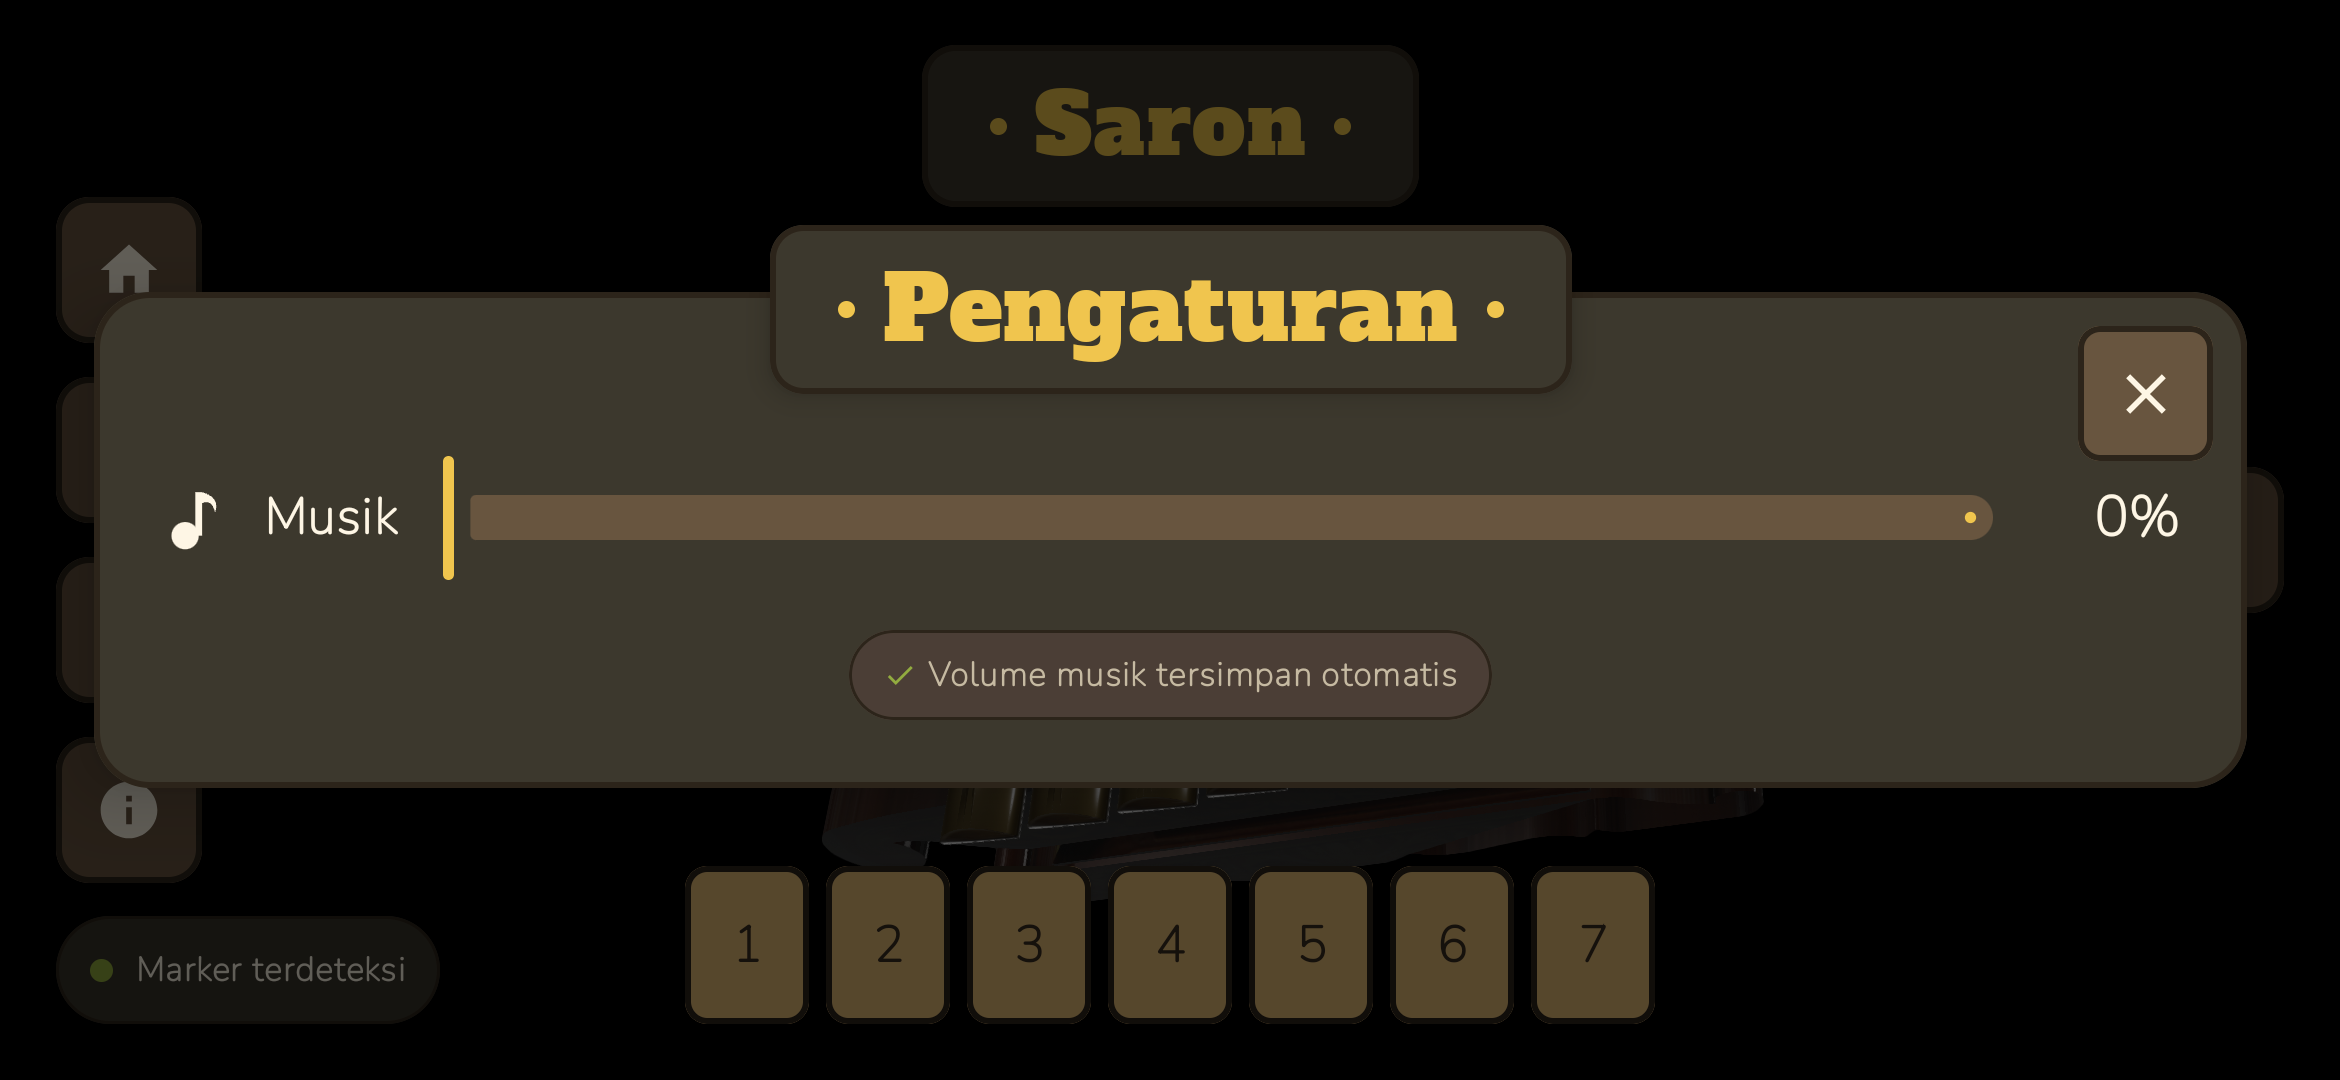 • Saron •
• Pengaturan •
Musik
0%
Volume musik tersimpan otomatis
Marker terdeteksi
1 2 3 4 5 6 7